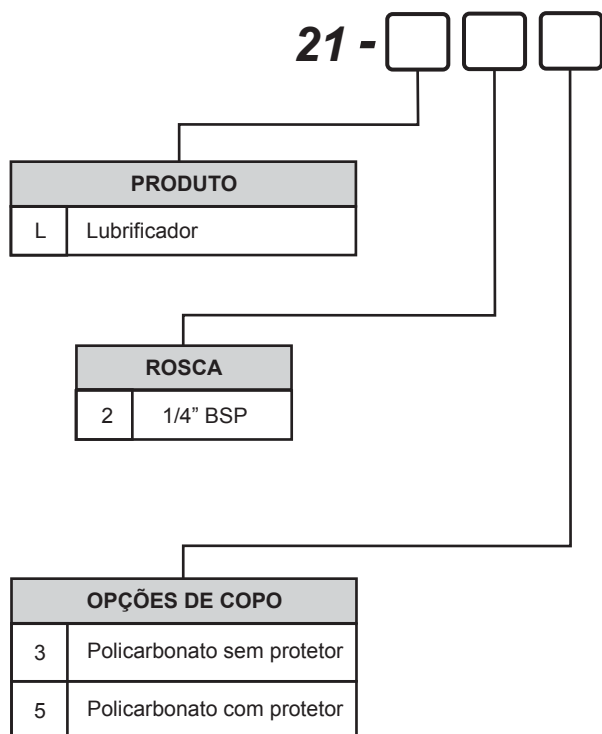 21 -
PRODUTO
L Lubrificador
ROSCA
2 1/4” BSP
OPÇÕES DE COPO
3 Policarbonato sem protetor
5 Policarbonato com protetor